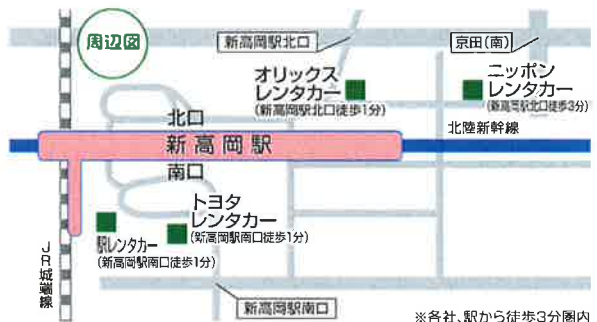 周辺図
新高岡駅北口
京田(南)
オリックス
レンタカー
(新高岡駅北口徒歩1分)
ニッポン
レンタカー
(新高岡駅北口徒歩3分)
北口
北陸新幹線
新高岡駅
南口
トヨタ
レンタカー
(新高岡駅南口徒歩1分)
駅レンタカー
(新高岡駅南口徒歩1分)
JR城端線
新高岡駅南口
※各社、駅から徒歩3分圏内